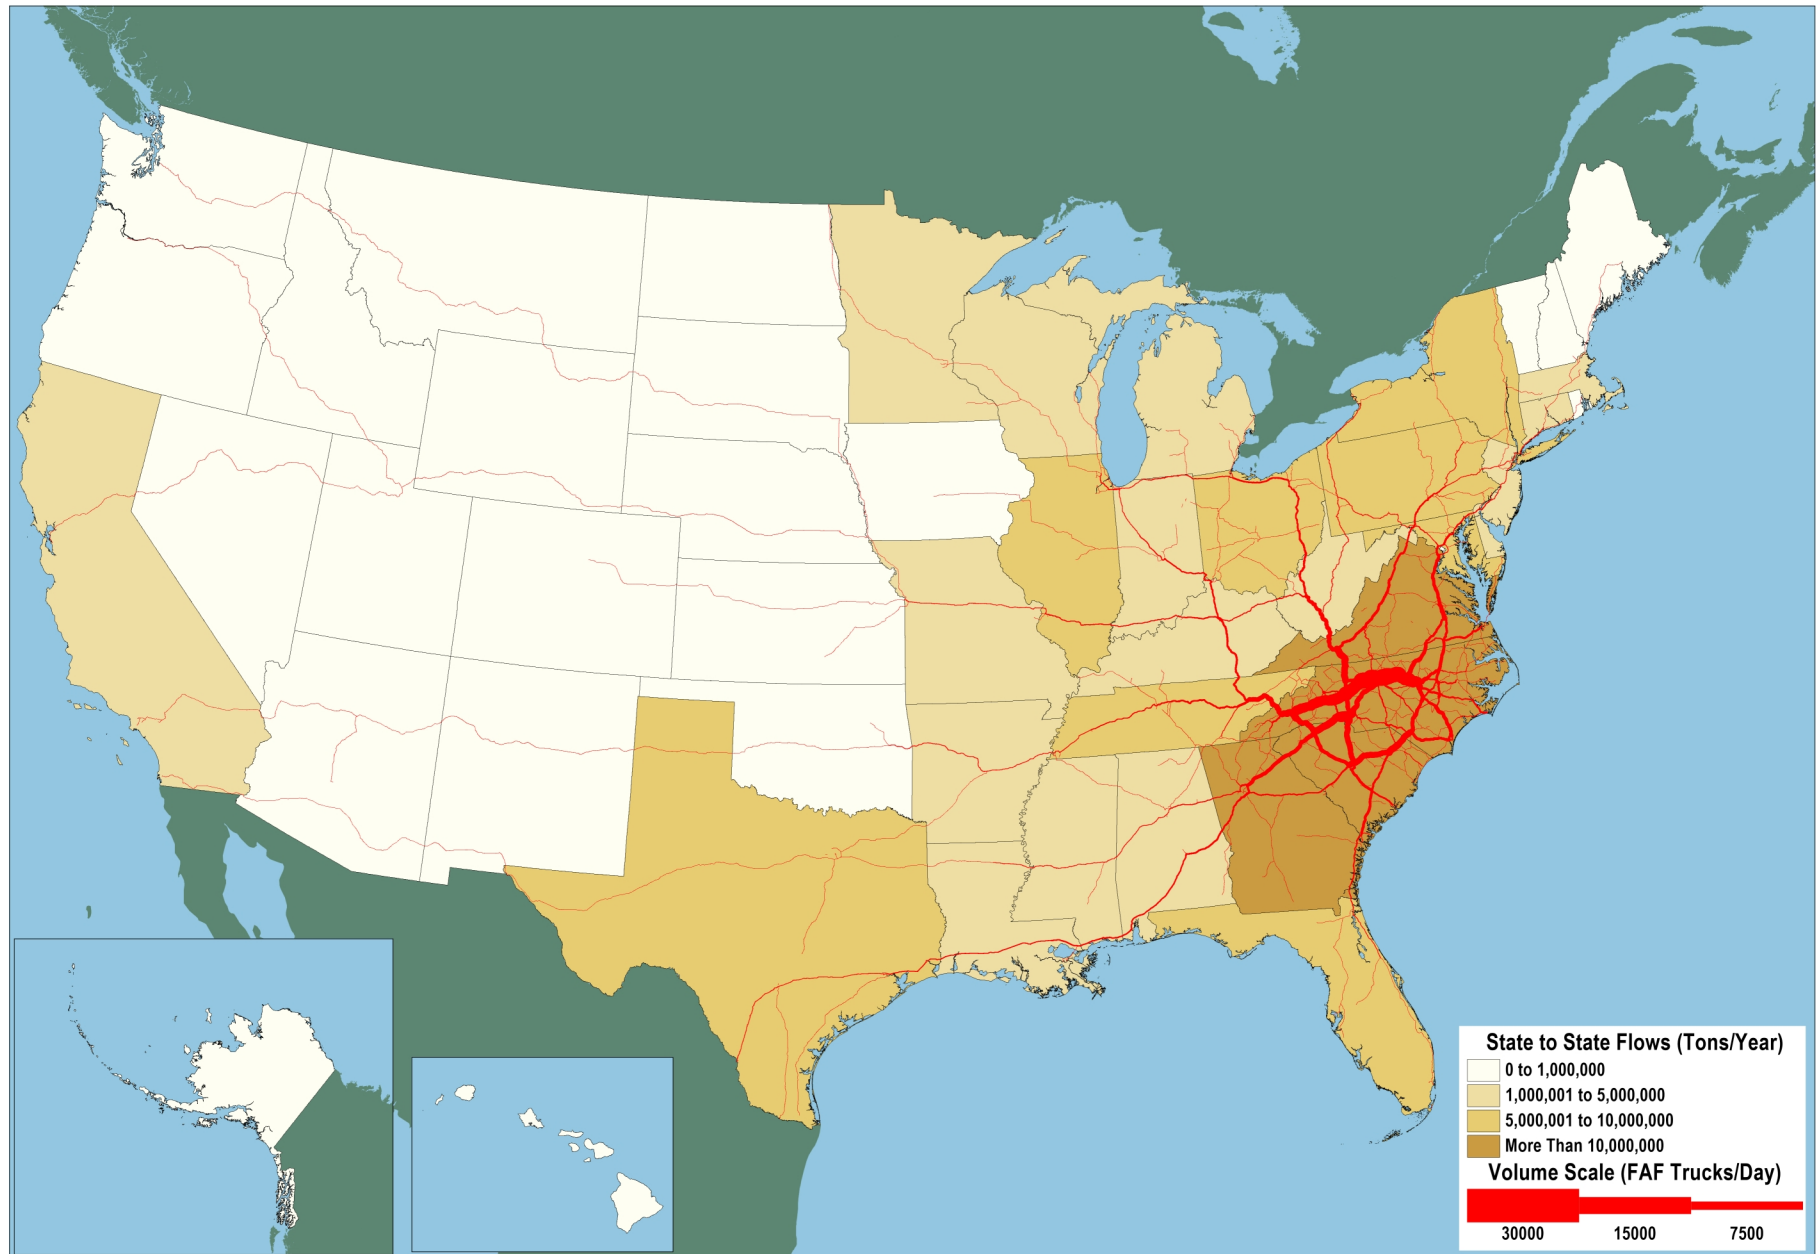 State to State Flows (Tons/Year)
0 to 1,000,000
1,000,001 to 5,000,000
5,000,001 to 10,000,000
More Than 10,000,000
Volume Scale (FAF Trucks/Day)
30000 15000 7500